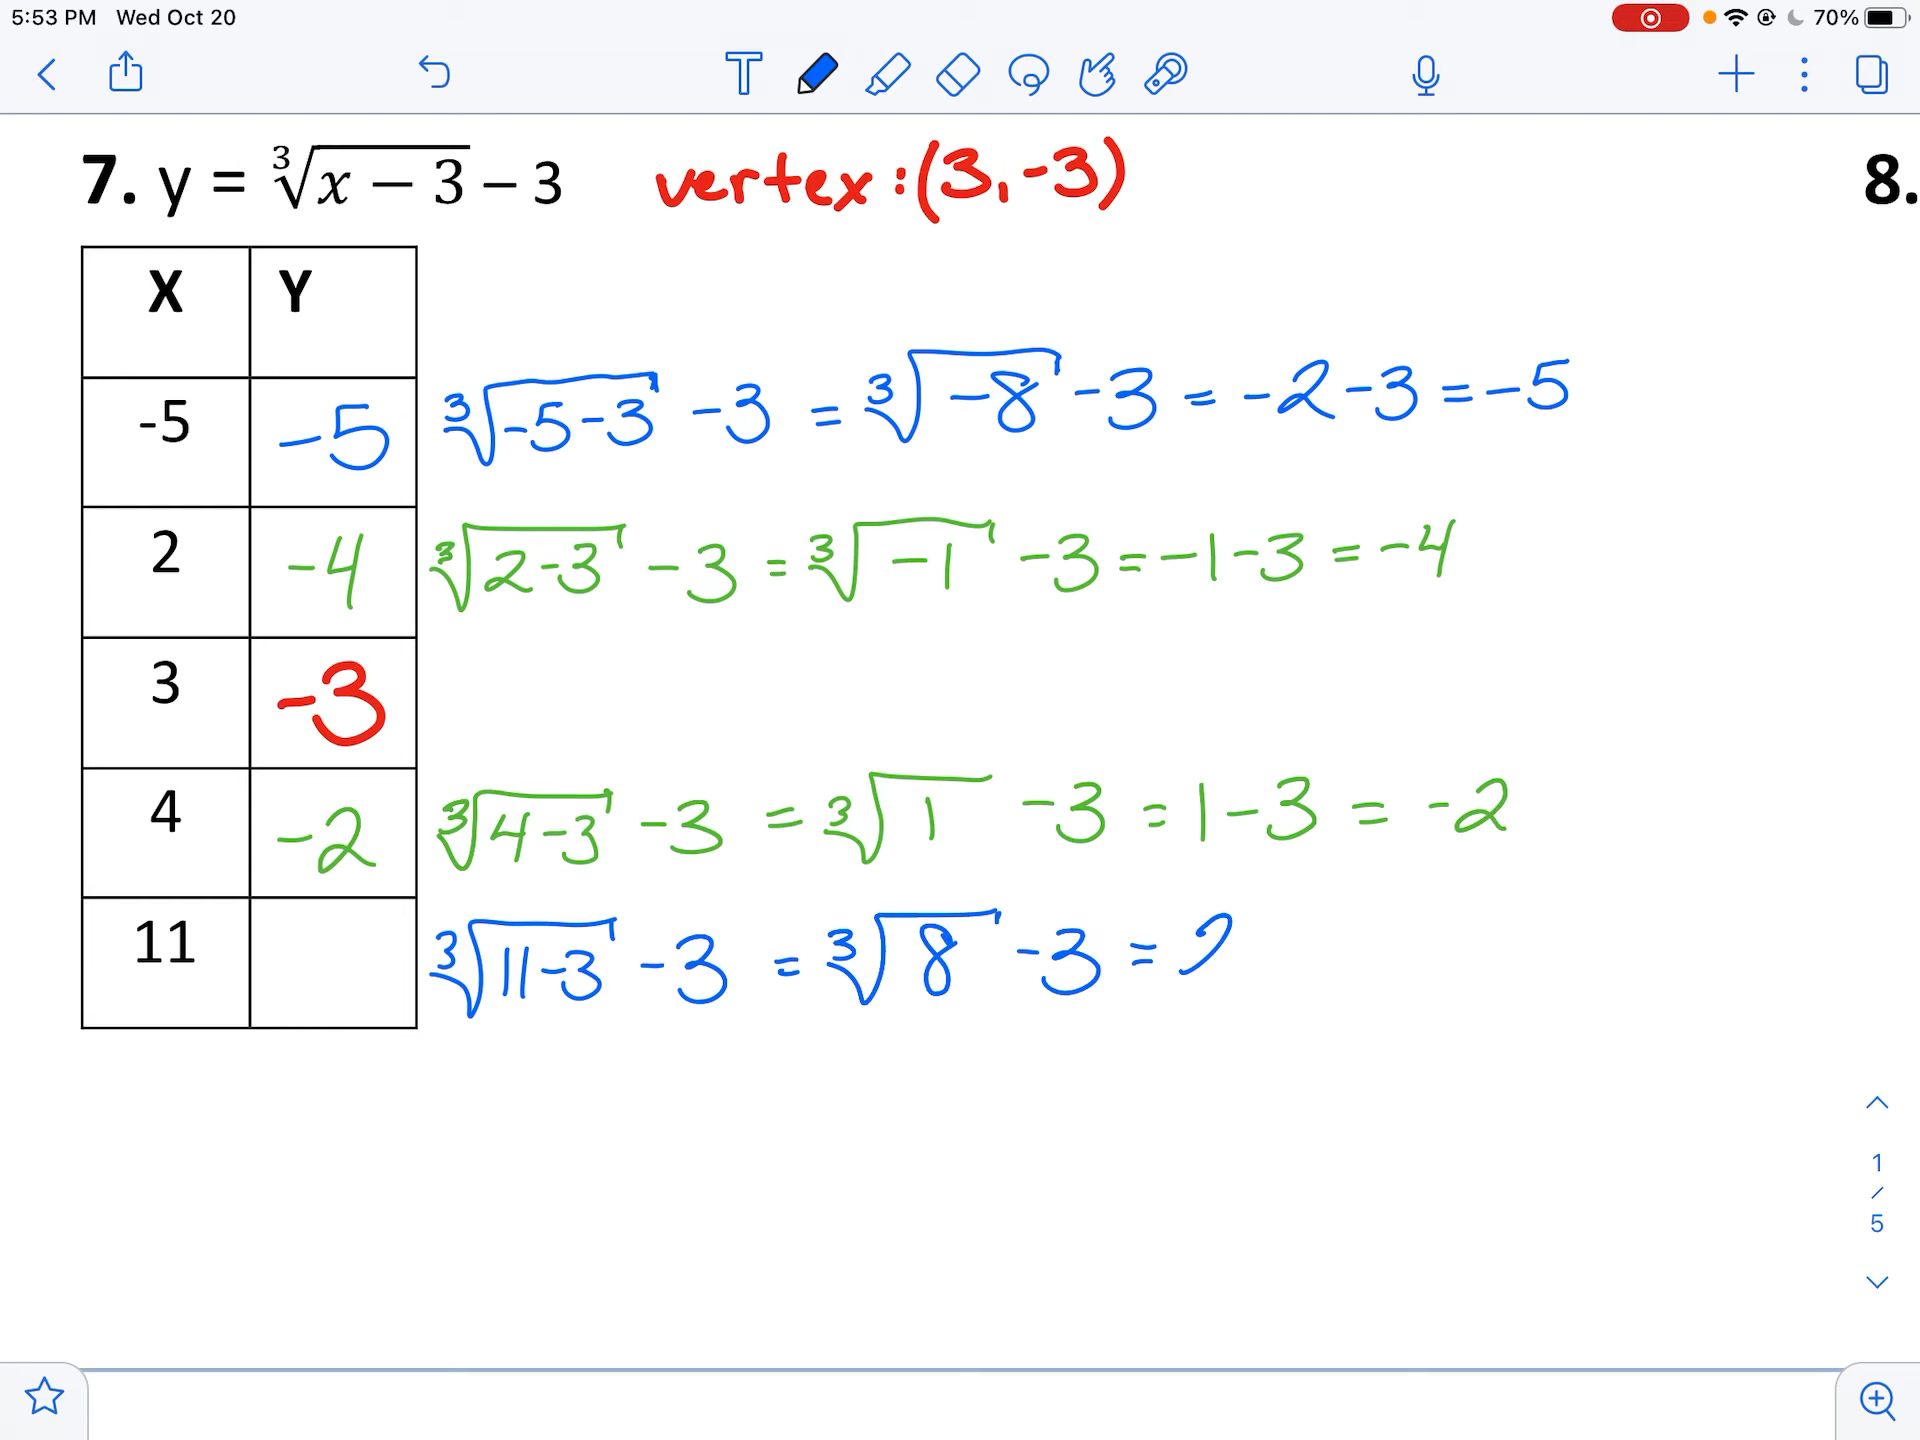 5:53 PM Wed Oct 20 70%
T
7. y = ∛(x − 3) − 3 vertex: (3, -3) 8.
X Y
-5 -5 ∛(-5-3) -3 = ∛(-8) -3 = -2-3 = -5
2 -4 ∛(2-3) -3 = ∛(-1) -3 = -1-3 = -4
3 -3
4 -2 ∛(4-3) -3 = ∛1 -3 = 1-3 = -2
11 ∛(11-3) -3 = ∛8 -3 =
1
/
5